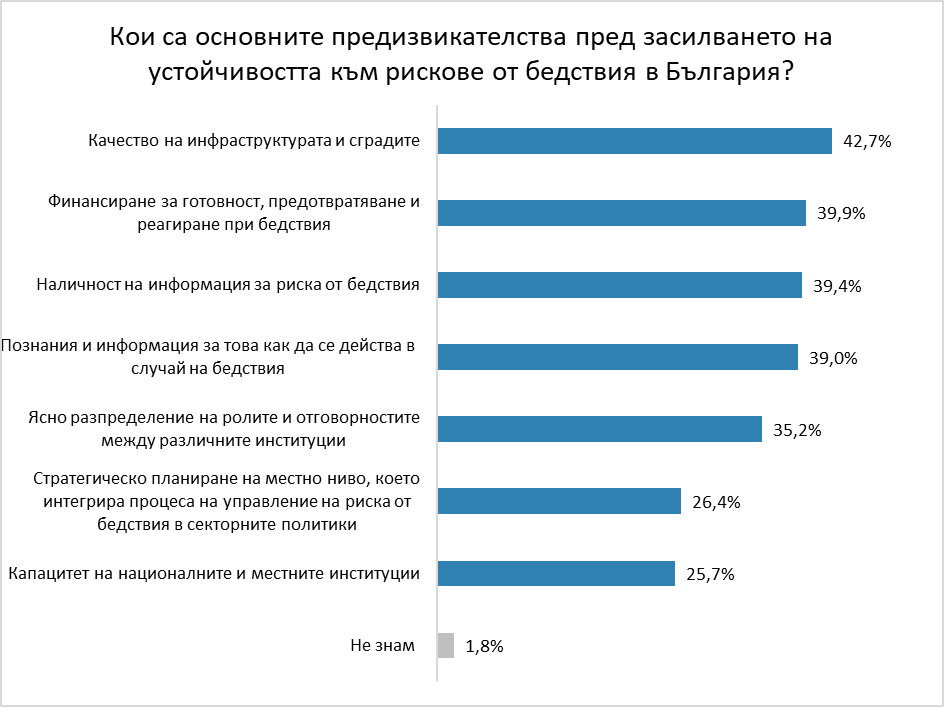 Кои са основните предизвикателства пред засилването на
устойчивостта към рискове от бедствия в България?
Качество на инфраструктурата и сградите
42,7%
Финансиране за готовност, предотвратяване и
реагиране при бедствия
39,9%
Наличност на информация за риска от бедствия
39,4%
Познания и информация за това как да се действа в
случай на бедствия
39,0%
Ясно разпределение на ролите и отговорностите
между различните институции
35,2%
Стратегическо планиране на местно ниво, което
интегрира процеса на управление на риска от
бедствия в секторните политики
26,4%
Капацитет на националните и местните институции
25,7%
Не знам
1,8%